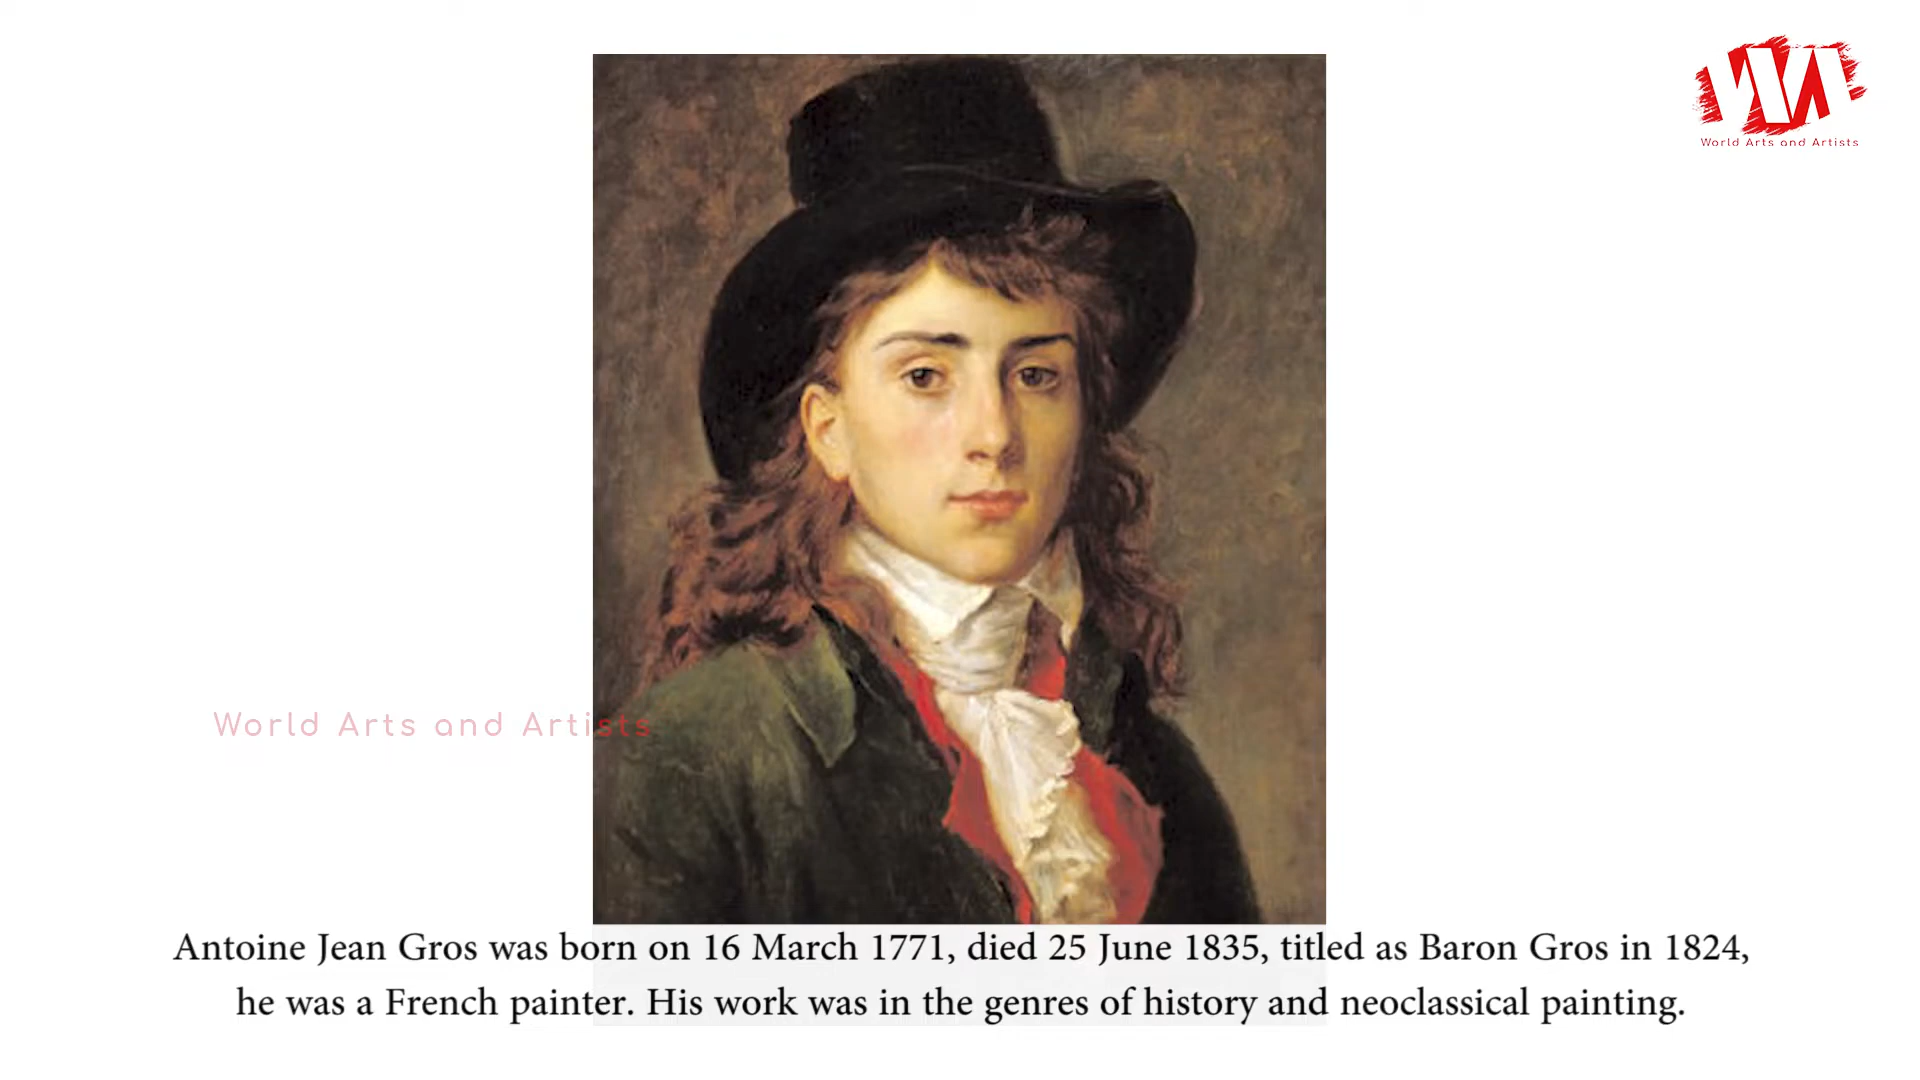 World Arts and Artists
World Arts and Artists
Antoine Jean Gros was born on 16 March 1771, died 25 June 1835, titled as Baron Gros in 1824,
he was a French painter. His work was in the genres of history and neoclassical painting.